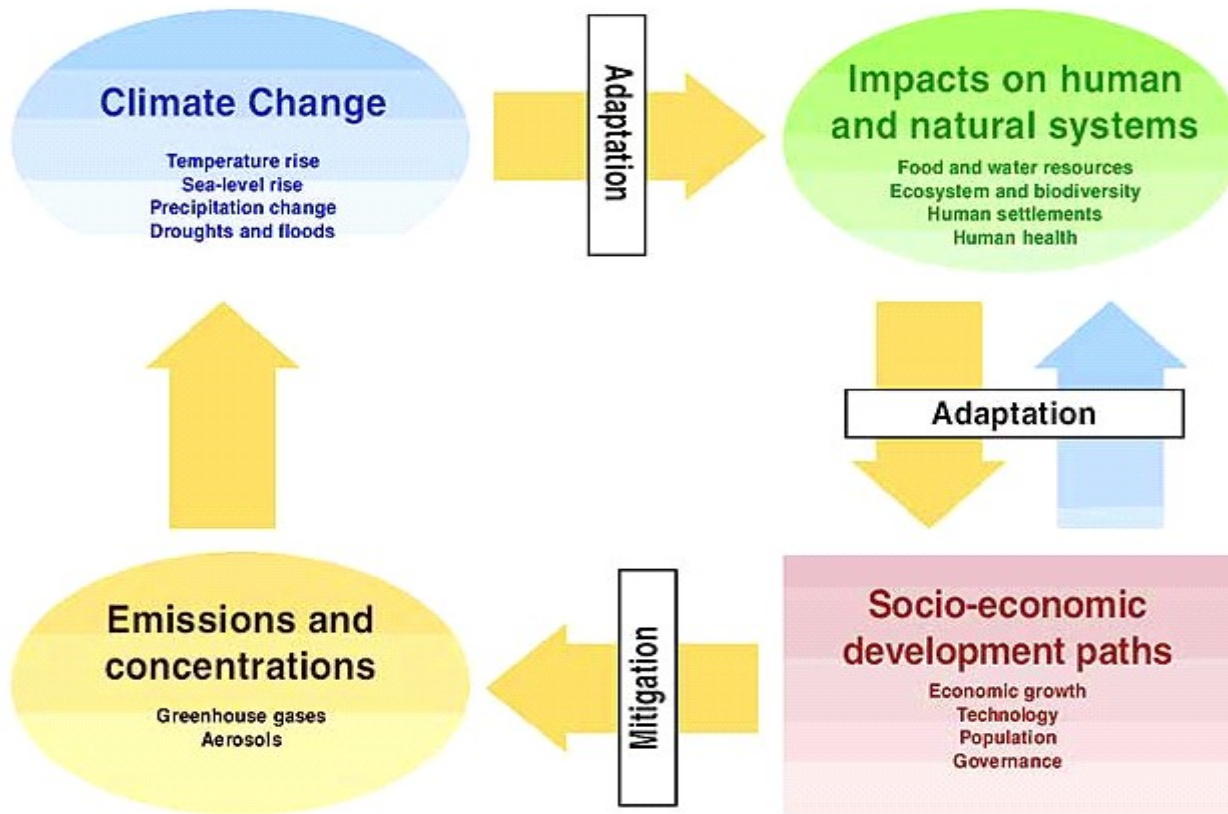 Climate Change
Temperature rise
Sea-level rise
Precipitation change
Droughts and floods
Adaptation
Impacts on human
and natural systems
Food and water resources
Ecosystem and biodiversity
Human settlements
Human health
Adaptation
Emissions and
concentrations
Greenhouse gases
Aerosols
Mitigation
Socio-economic
development paths
Economic growth
Technology
Population
Governance